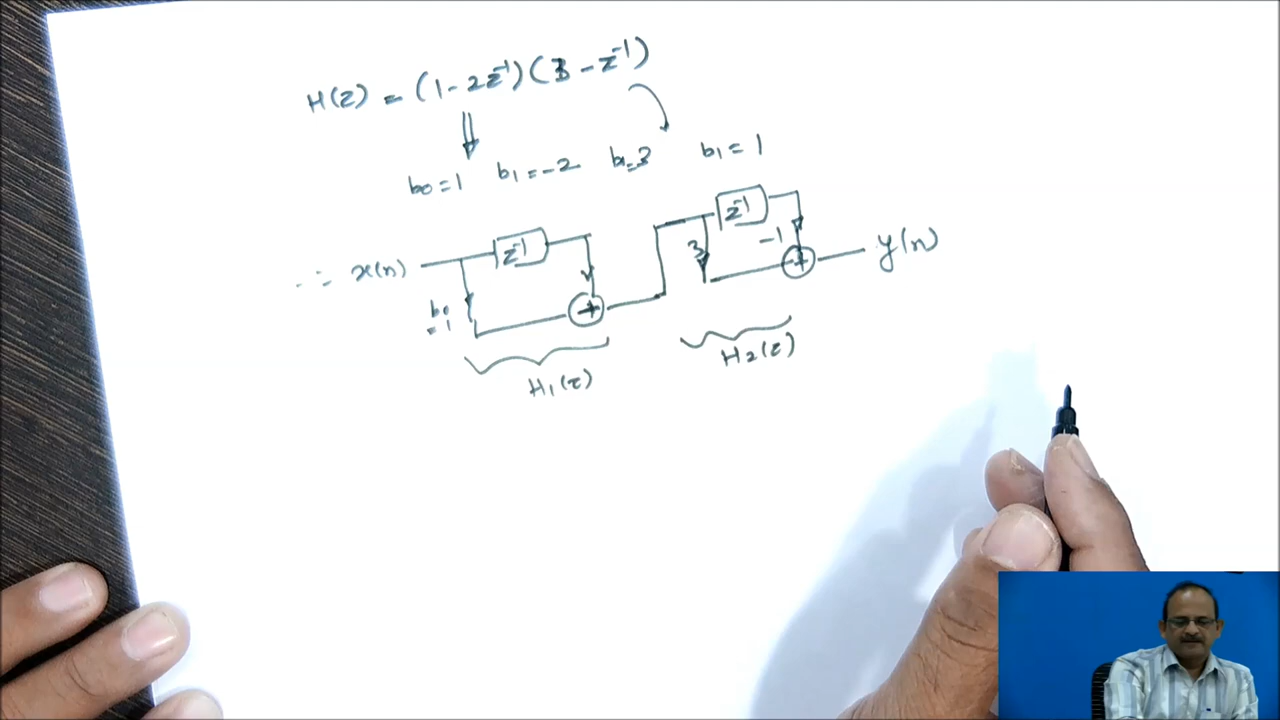 H(z) = (1 - 2z⁻¹)(3 - z⁻¹)
b0 = 1 b1 = -2 b = 3 b1 = 1
z⁻¹
3 -1 + y(n)
∴ x(n) z⁻¹
b0 = 1 +
H1(z) H2(z)